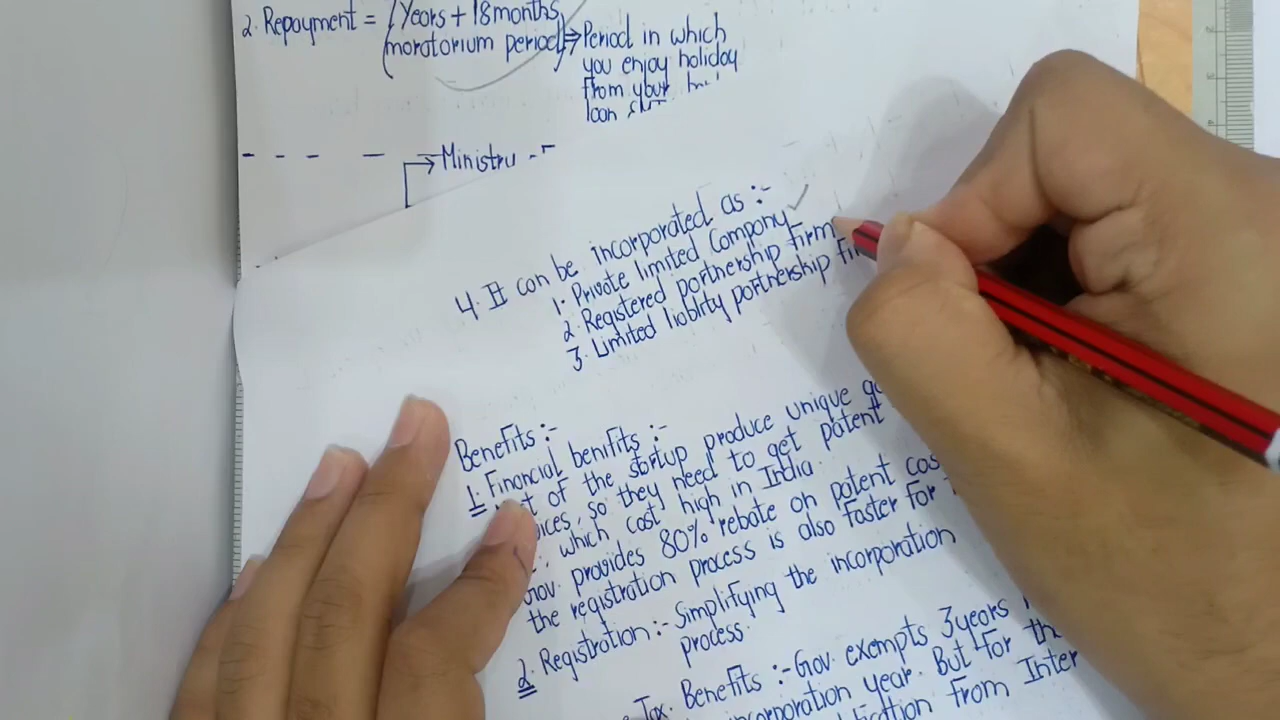 2. Repayment = 7 Years + 18 months
(moratorium period)
⇒ Period in which
you enjoy holiday
from your
loan
→ Ministry
4. It can be incorporated as :-
1. Private limited Company ✓
2. Registered partnership firm
3. Limited liablity partnership
Benefits :-
1. Financial benifits :-
of the startup produce unique
so they need to get patent
which cost high in India.
Gov. provides 80% rebate on patent
the registration process is also faster for
2. Registration :- Simplifying the incorporation
process.
Tax Benefits :- Gov. exempts 3 years
incorporation year. But for
from